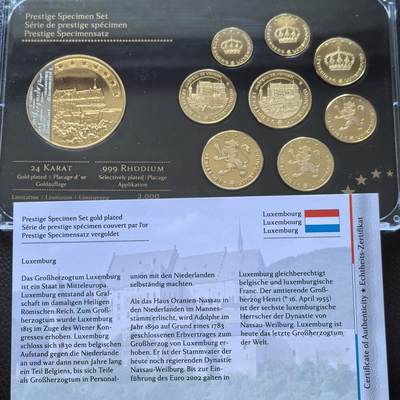 Prestige Specimen Set
Série de prestige spécimen
Prestige Specimensatz
24 KARAT
Gold plated | Placage d'or
Goldauflage
.999 RHODIUM
Selectively plated | Placage
Applikation
Limitation / Limitation / Limitierung 2.000
Prestige Specimen Set gold plated
Série de prestige spécimen couvert par l'or
Prestige Specimensatz vergoldet
Luxembourg
Luxembourg
Luxemburg
Luxemburg
Das Großherzogtum Luxemburg
ist ein Staat in Mitteleuropa.
Luxemburg entstand als Graf-
schaft im damaligen Heiligen
Römischen Reich. Zum Groß-
herzogtum wurde Luxemburg
1815 im Zuge des Wiener Kon-
gresses erhoben. Luxemburg
schloss sich 1830 dem belgischen
Aufstand gegen die Niederlande
an und war dann neun Jahre lang
ein Teil Belgiens, bis sich Teile
als Großherzogtum in Personal-
union mit den Niederlanden
selbständig machten.
Als das Haus Oranien-Nassau in
den Niederlanden im Mannes-
stamm erlischt, wird Adolphe im
Jahr 1890 auf Grund eines 1783
geschlossenen Erbvertrages zum
Großherzog von Luxemburg er-
hoben. Er ist der Stammvater der
heute noch regierenden Dynastie
Nassau-Weilburg. Bis zur Ein-
führung des Euro 2002 galten in
Luxemburg gleichberechtigt
belgische und luxemburgische
Franc. Der amtierende Groß-
herzog Henri (* 16. April 1955)
ist der sechste luxemburgische
Herrscher der Dynastie von
Nassau-Weilburg. Luxemburg ist
heute das letzte Großherzogtum
der Welt.
Certificate of Authenticity ★ Echtheits-Zertifikat